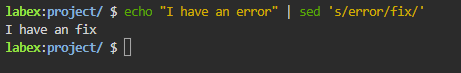 labex:project/ $ echo "I have an error" | sed 's/error/fix/'
I have an fix
labex:project/ $